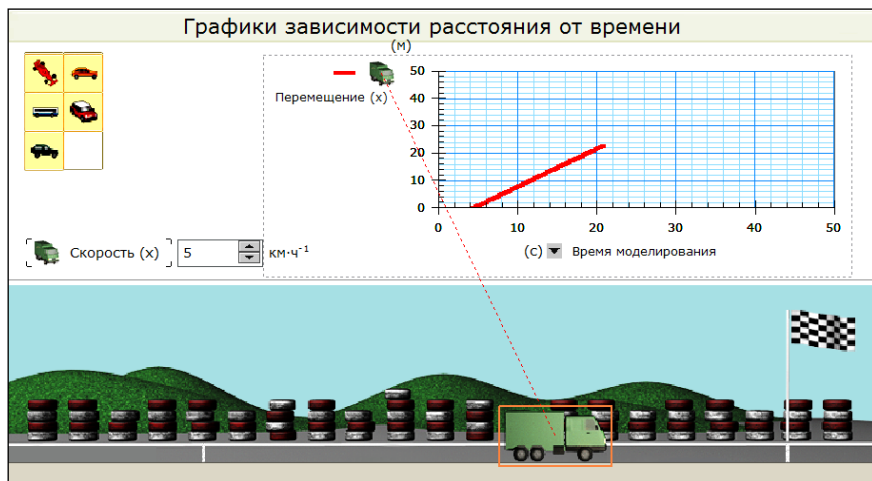 Графики зависимости расстояния от времени
(м)
Перемещение (x)
50
40
30
20
10
0
0 10 20 30 40 50
(с) Время моделирования
Скорость (x) 5 км·ч⁻¹